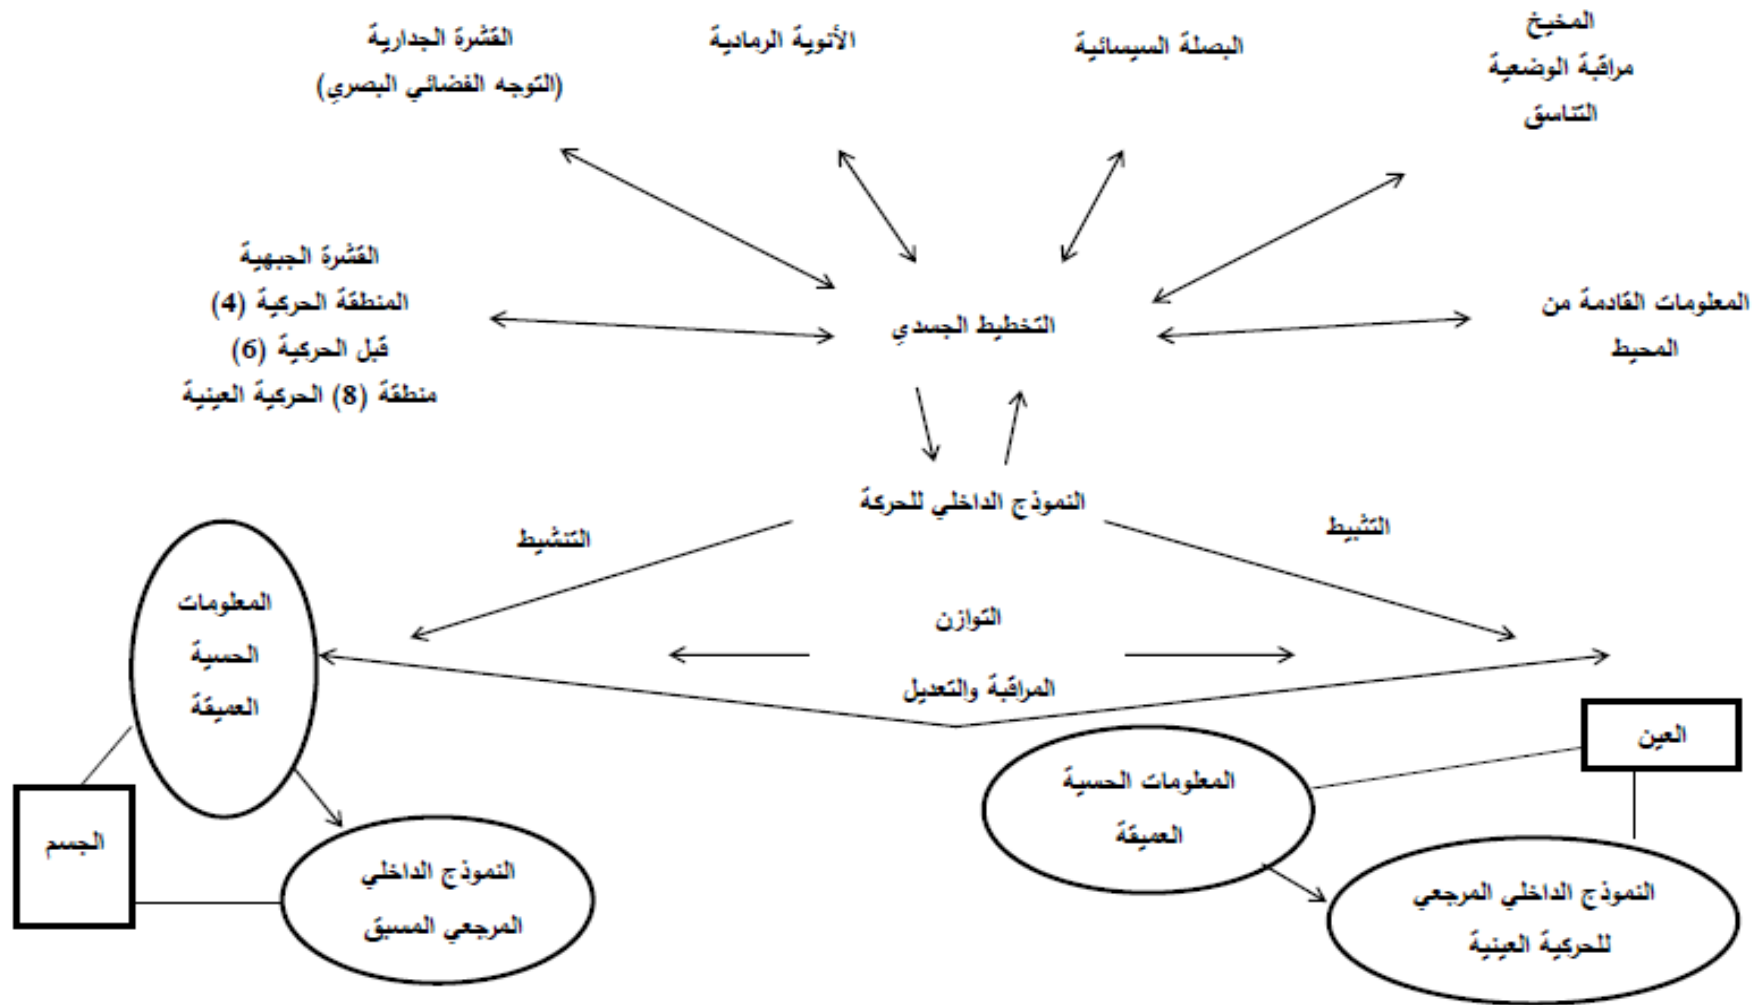 المخيخ
مراقبة الوضعية
التناسق
البصلة السيسائية
الأنوية الرمادية
القشرة الجدارية
(التوجه الفضائي البصري)
المعلومات القادمة من
المحيط
التخطيط الجسدي
القشرة الجبهية
المنطقة الحركية (4)
قبل الحركية (6)
منطقة (8) الحركية العينية
النموذج الداخلي للحركة
التثبيط
التنشيط
التوازن
المراقبة والتعديل
المعلومات
الحسية
العميقة
العين
المعلومات الحسية
العميقة
النموذج الداخلي المرجعي
للحركية العينية
الجسم
النموذج الداخلي
المرجعي المسبق